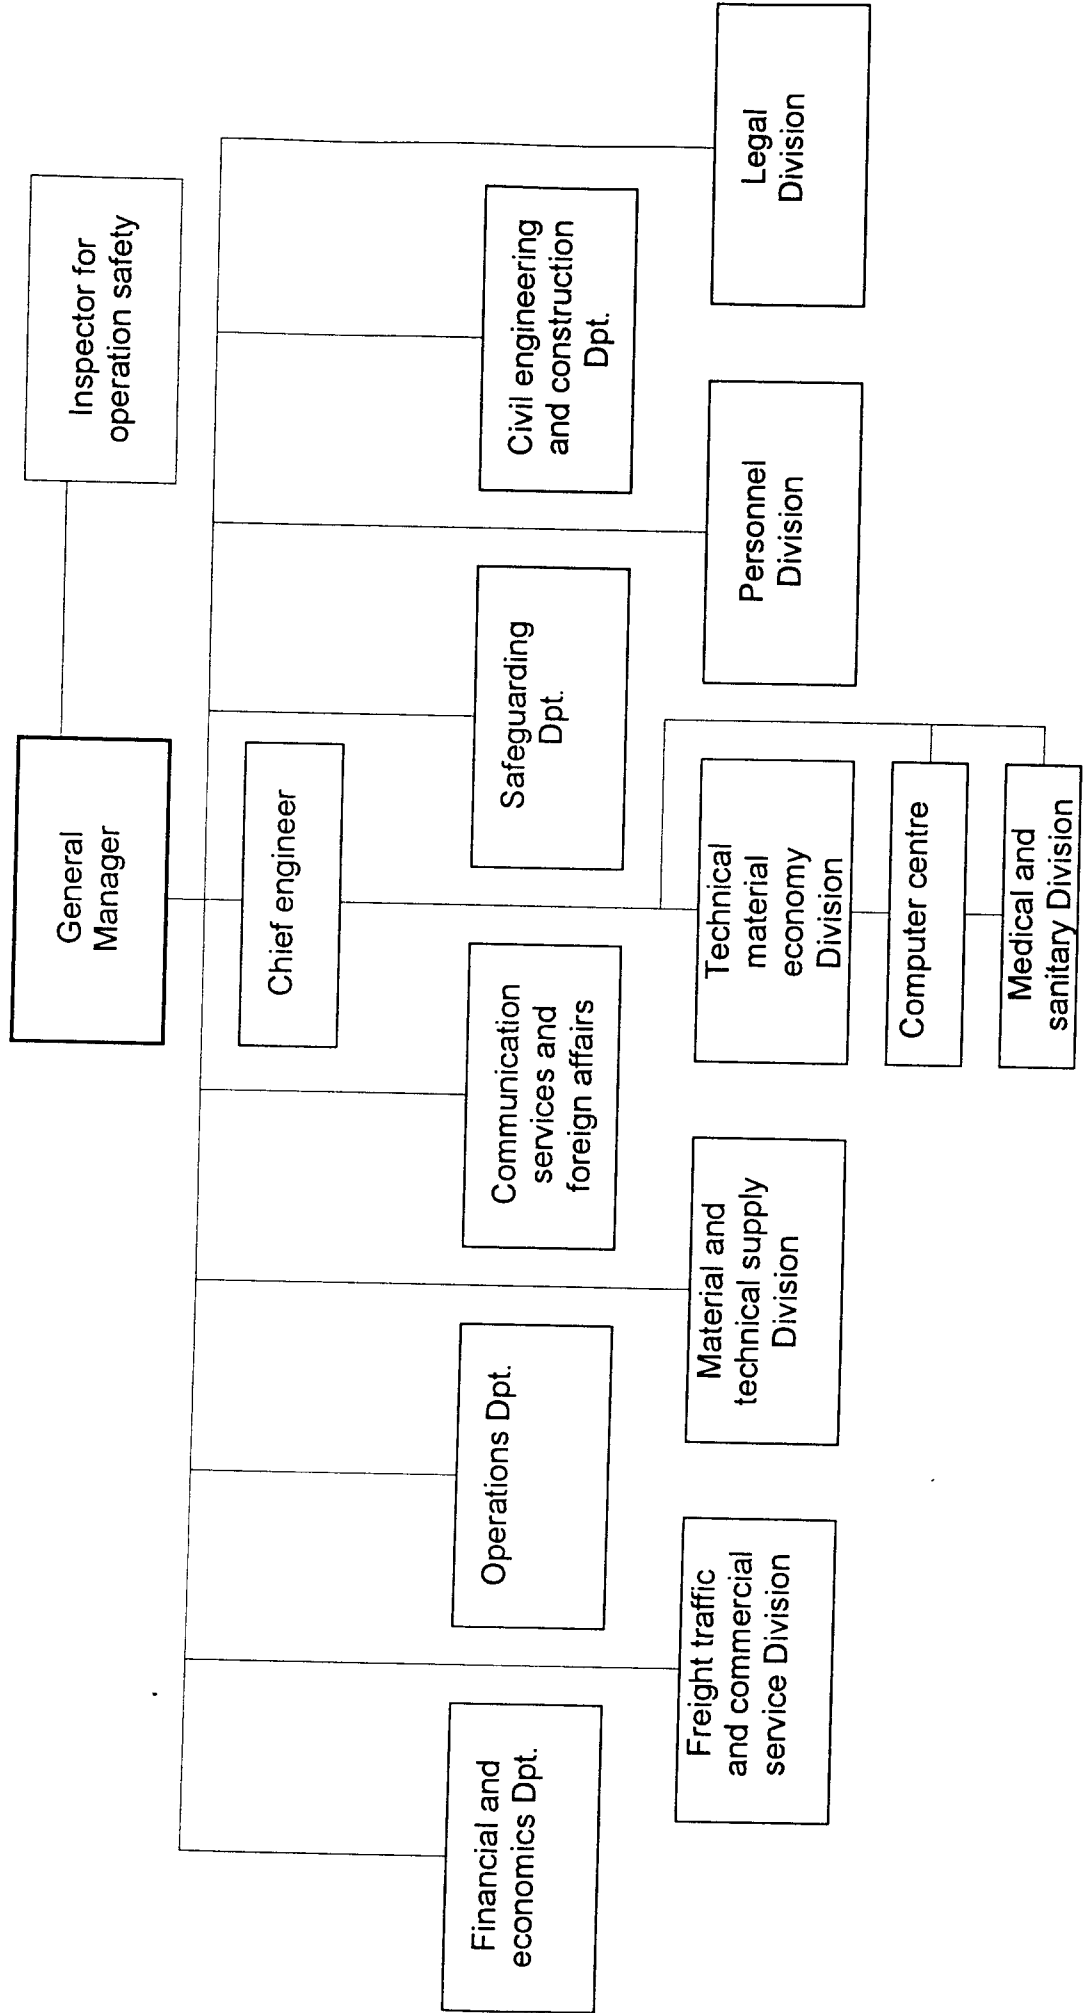 General
Manager
Inspector for
operation safety
Chief engineer
Financial and
economics Dpt.
Operations Dpt.
Communication
services and
foreign affairs
Safeguarding
Dpt.
Civil engineering
and construction
Dpt.
Freight traffic
and commercial
service Division
Material and
technical supply
Division
Technical
material
economy
Division
Personnel
Division
Legal
Division
Computer centre
Medical and
sanitary Division